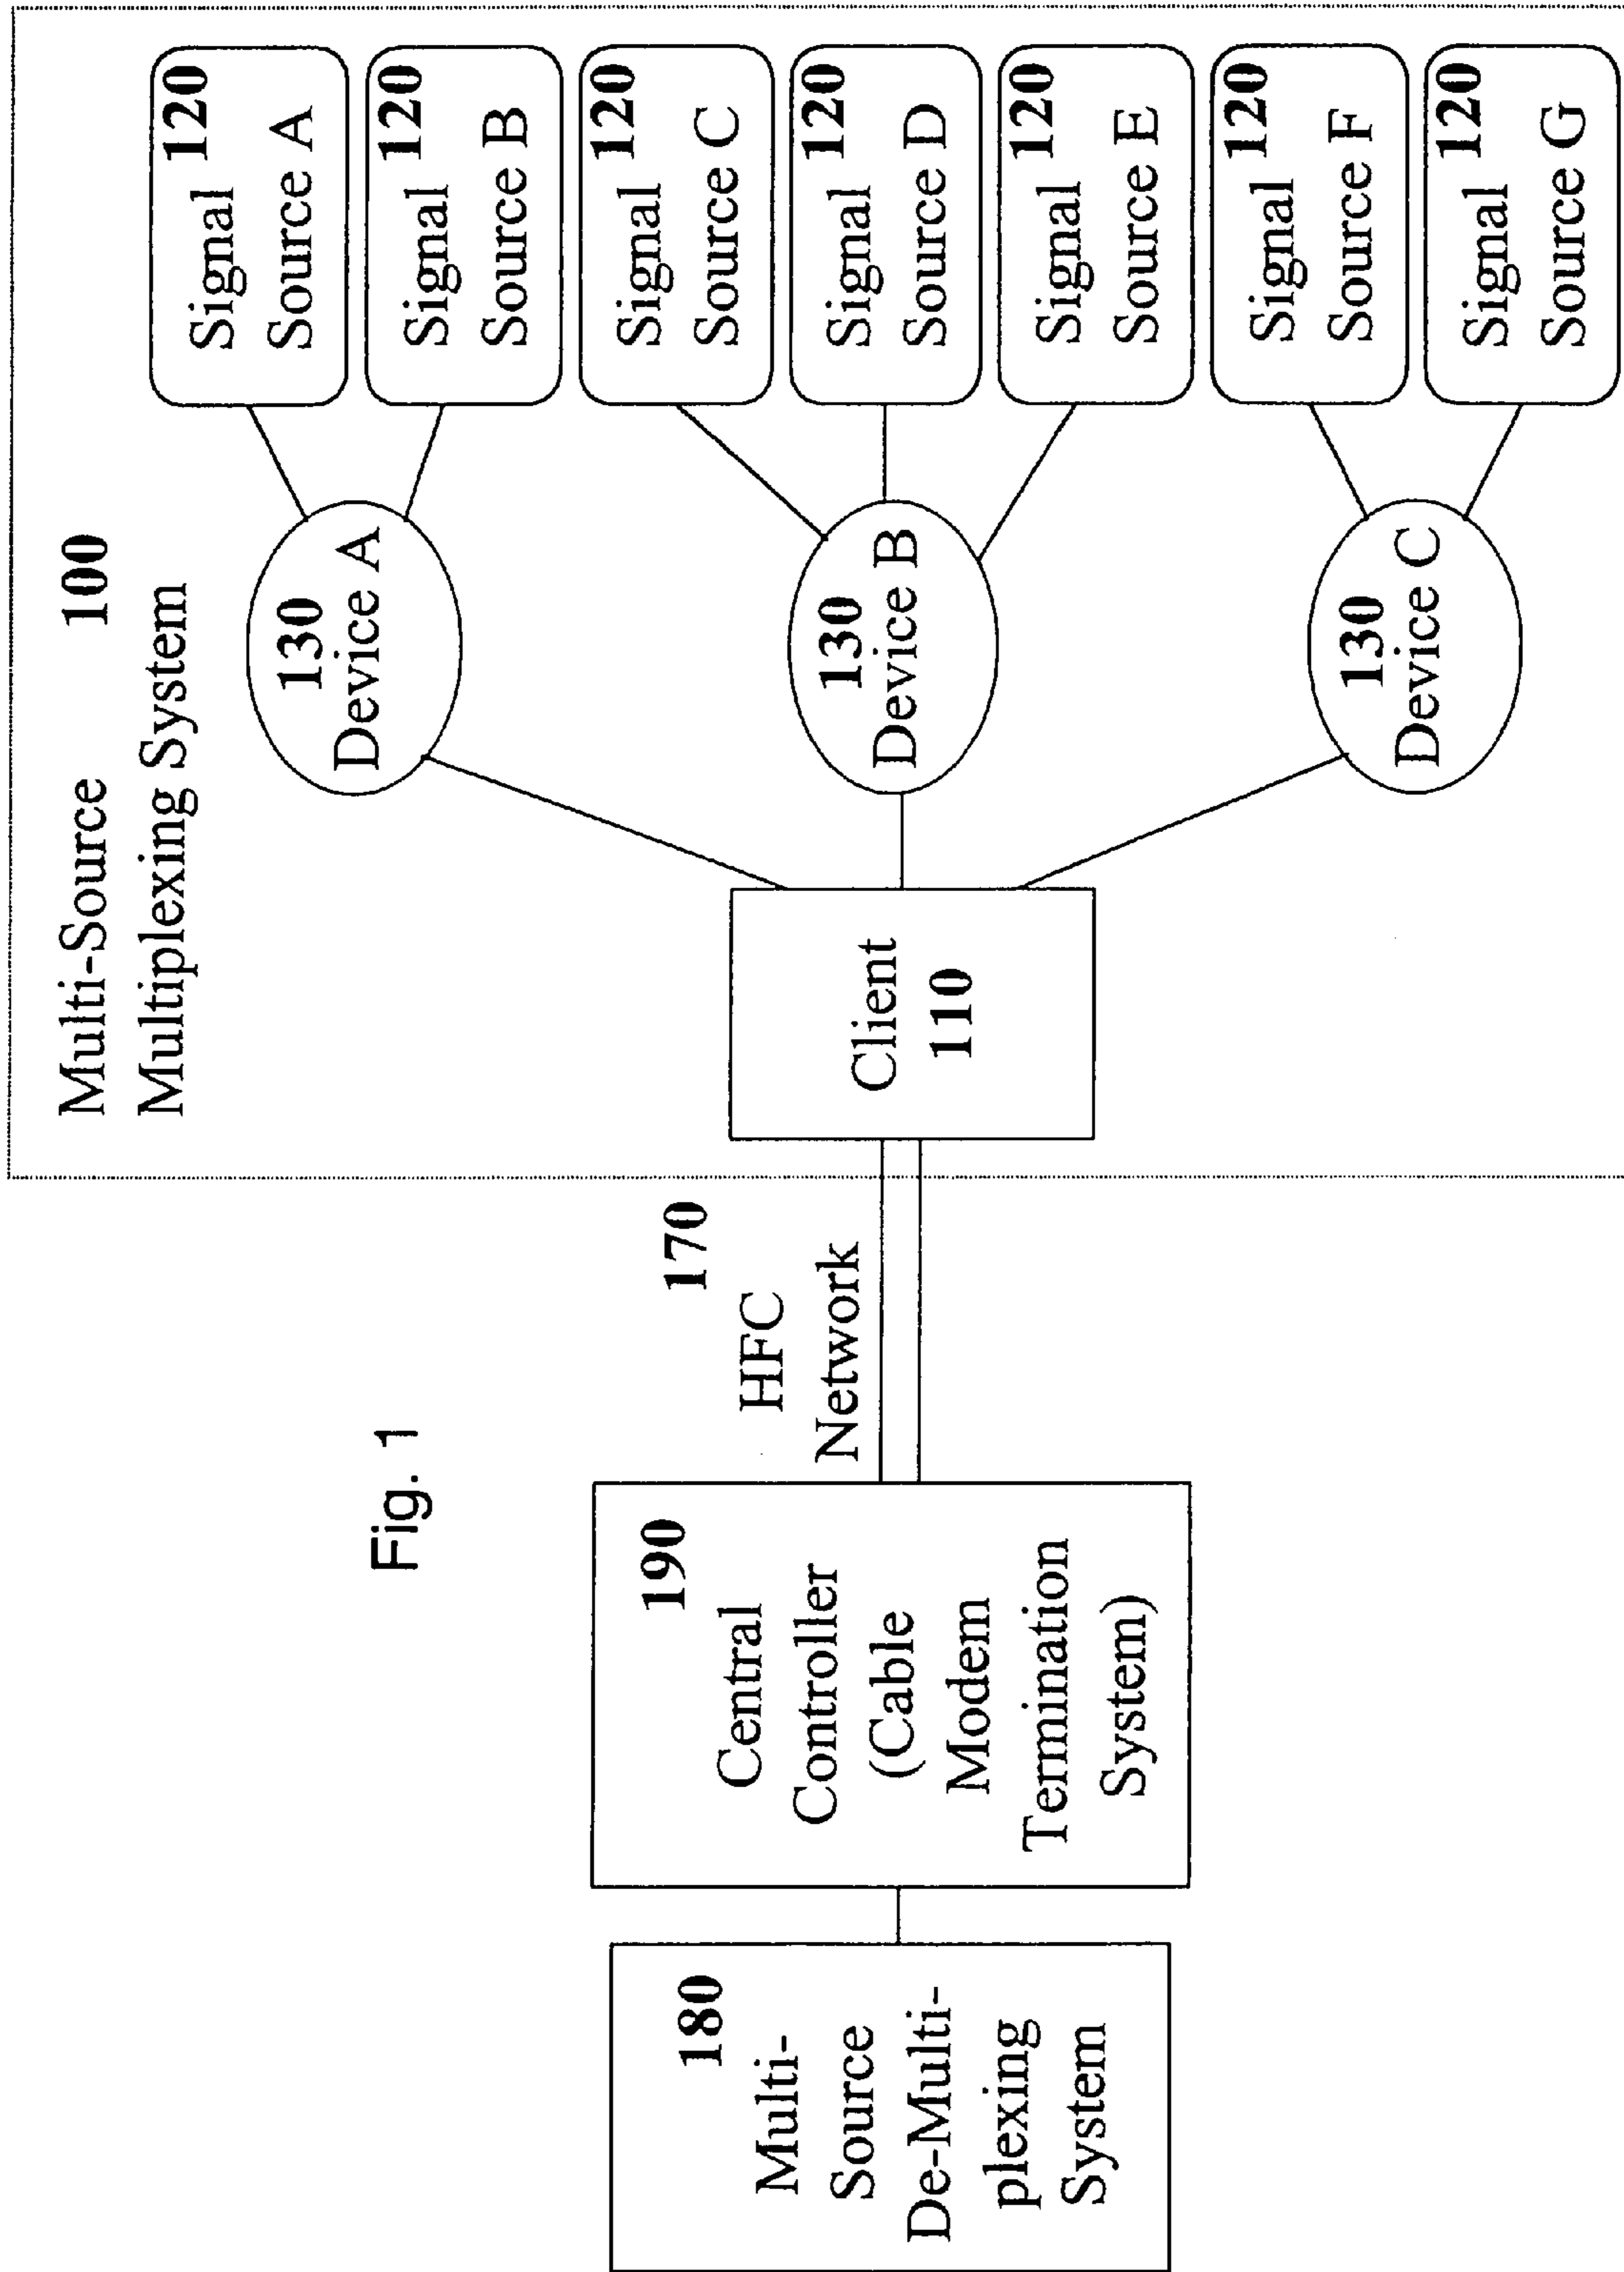 Fig. 1
Multi-Source 100
Multiplexing System
180
Multi-
Source
De-Multi-
plexing
System
190
Central
Controller
(Cable
Modem
Termination
System)
170
HFC
Network
Client
110
130
Device A
130
Device B
130
Device C
Signal 120
Source A
Signal 120
Source B
Signal 120
Source C
Signal 120
Source D
Signal 120
Source E
Signal 120
Source F
Signal 120
Source G